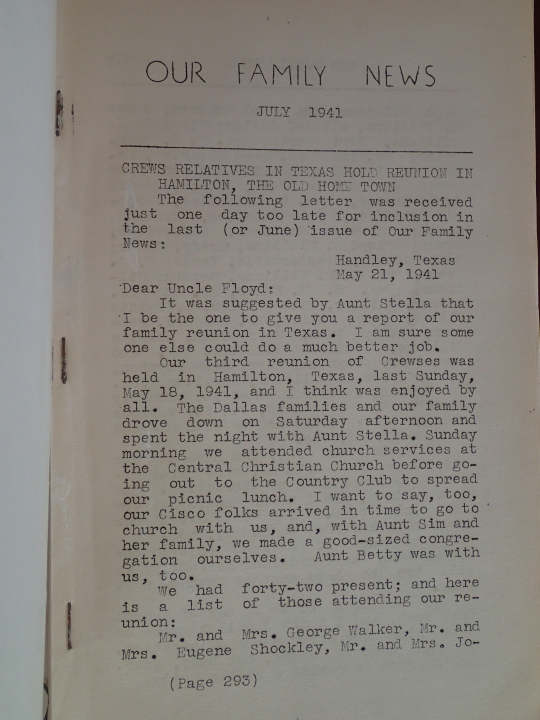 OUR FAMILY NEWS
JULY 1941
CREWS RELATIVES IN TEXAS HOLD REUNION IN
HAMILTON, THE OLD HOME TOWN
The following letter was received
just one day too late for inclusion in
the last (or June) issue of Our Family
News:
Handley, Texas
May 21, 1941
Dear Uncle Floyd:
It was suggested by Aunt Stella that
I be the one to give you a report of our
family reunion in Texas. I am sure some
one else could do a much better job.
Our third reunion of Crewses was
held in Hamilton, Texas, last Sunday,
May 18, 1941, and I think was enjoyed by
all. The Dallas families and our family
drove down on Saturday afternoon and
spent the night with Aunt Stella. Sunday
morning we attended church services at
the Central Christian Church before go-
ing out to the Country Club to spread
our picnic lunch. I want to say, too,
our Cisco folks arrived in time to go to
church with us, and, with Aunt Sim and
her family, we made a good-sized congre-
gation ourselves. Aunt Betty was with
us, too.
We had forty-two present; and here
is a list of those attending our re-
union:
Mr. and Mrs. George Walker, Mr. and
Mrs. Eugene Shockley, Mr. and Mrs. Jo-
(Page 293)